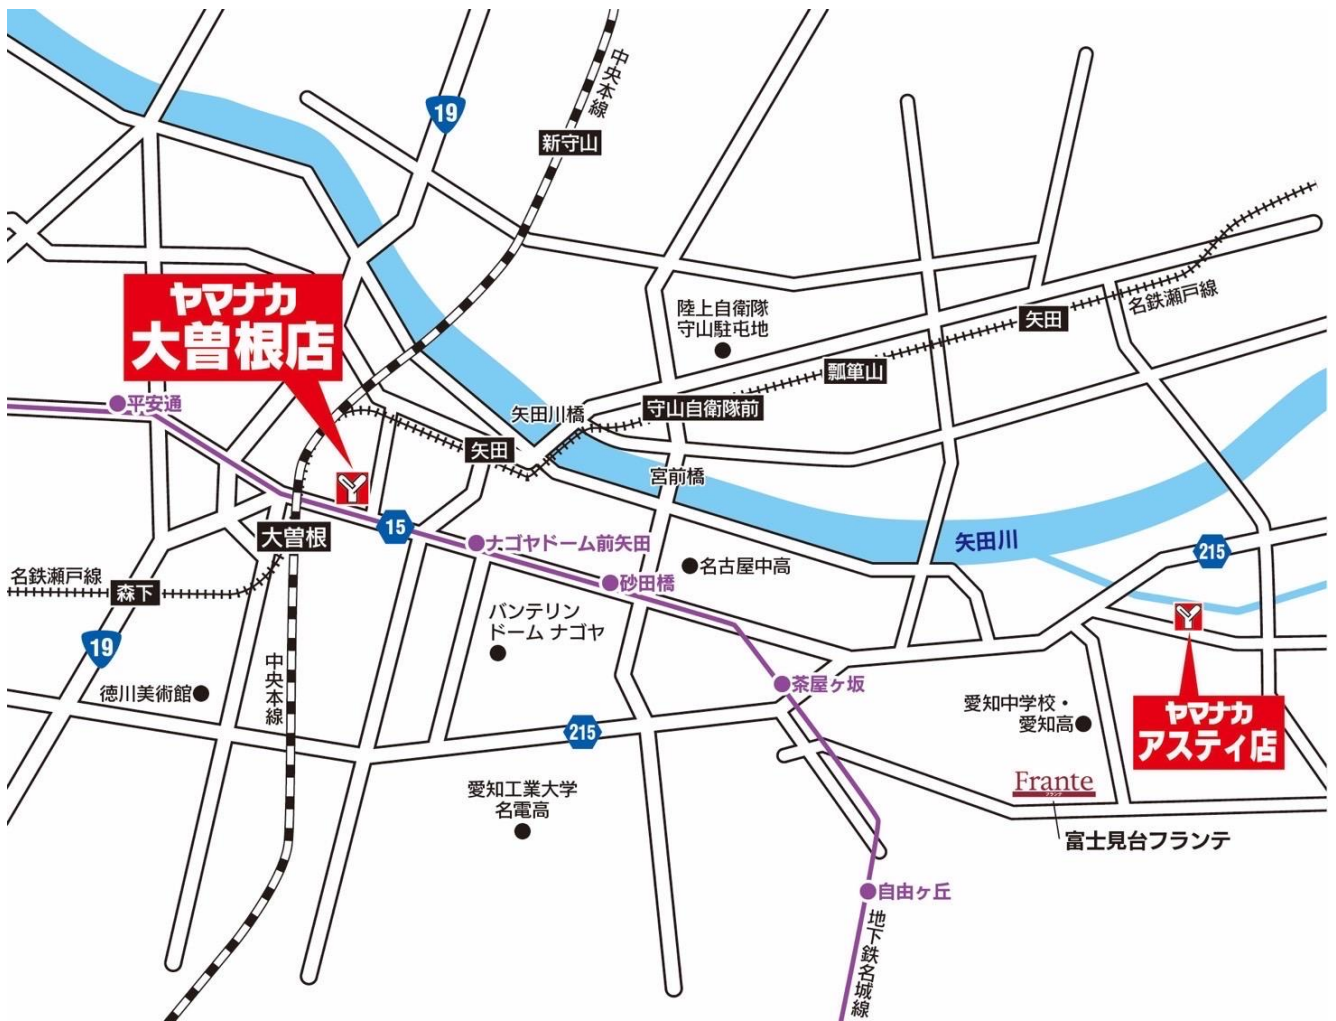 19
中央本線
新守山
ヤマナカ
大曽根店
陸上自衛隊
守山駐屯地
矢田
名鉄瀬戸線
瓢箪山
平安通
矢田川橋
守山自衛隊前
矢田
宮前橋
15
大曽根
ナゴヤドーム前矢田
矢田川
215
名鉄瀬戸線
森下
砂田橋
名古屋中高
バンテリン
ドーム ナゴヤ
19
中央本線
徳川美術館
茶屋ヶ坂
215
愛知中学校・
愛知高
ヤマナカ
アスティ店
愛知工業大学
名電高
Frante
フランテ
富士見台フランテ
自由ヶ丘
地下鉄名城線